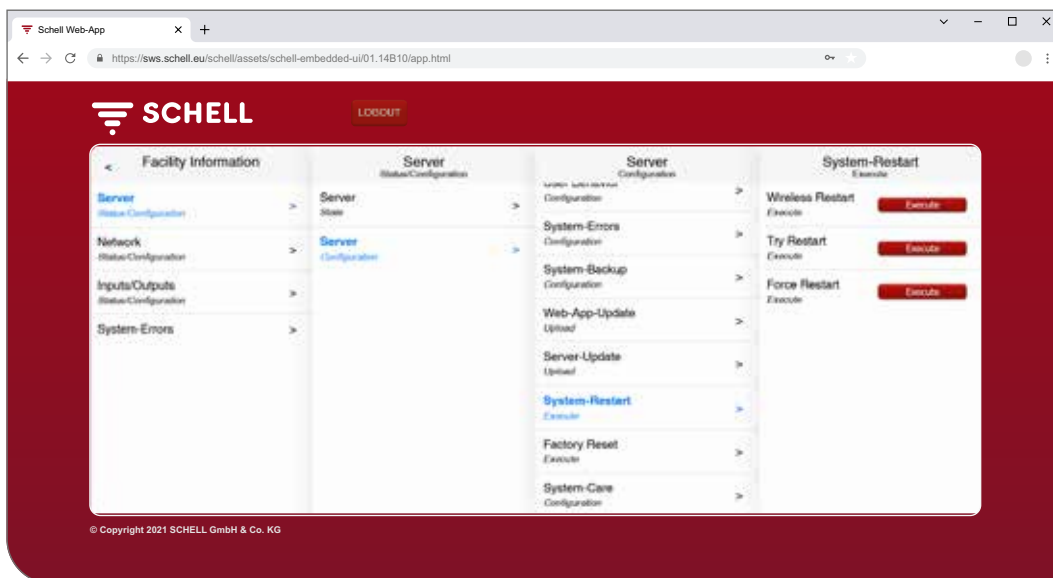 Schell Web-App
https://sws.schell.eu/schell/assets/schell-embedded-ui/01.14B10/app.html
SCHELL
LOGOUT
< Facility Information
Server
Status/Configuration
>
Network
Status/Configuration
>
Inputs/Outputs
Status/Configuration
>
System-Errors
>
Server
Status/Configuration
Server
State
>
Server
Configuration
>
Server
Configuration
User Behavior
Configuration
>
System-Errors
Configuration
>
System-Backup
Configuration
>
Web-App-Update
Upload
>
Server-Update
Upload
>
System-Restart
Execute
>
Factory Reset
Execute
>
System-Care
Configuration
>
System-Restart
Execute
Wireless Restart
Execute
Execute
Try Restart
Execute
Execute
Force Restart
Execute
Execute
© Copyright 2021 SCHELL GmbH & Co. KG